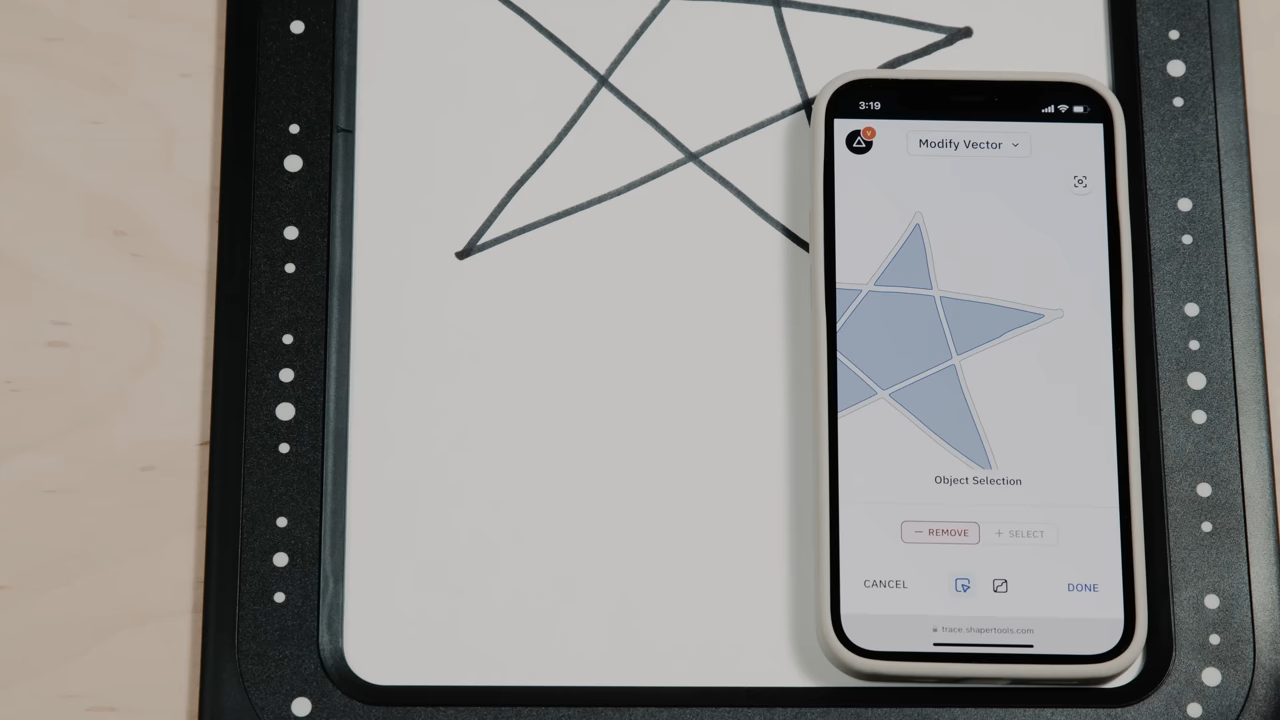 3:19
V
Modify Vector
Object Selection
− REMOVE + SELECT
CANCEL DONE
trace.shapertools.com